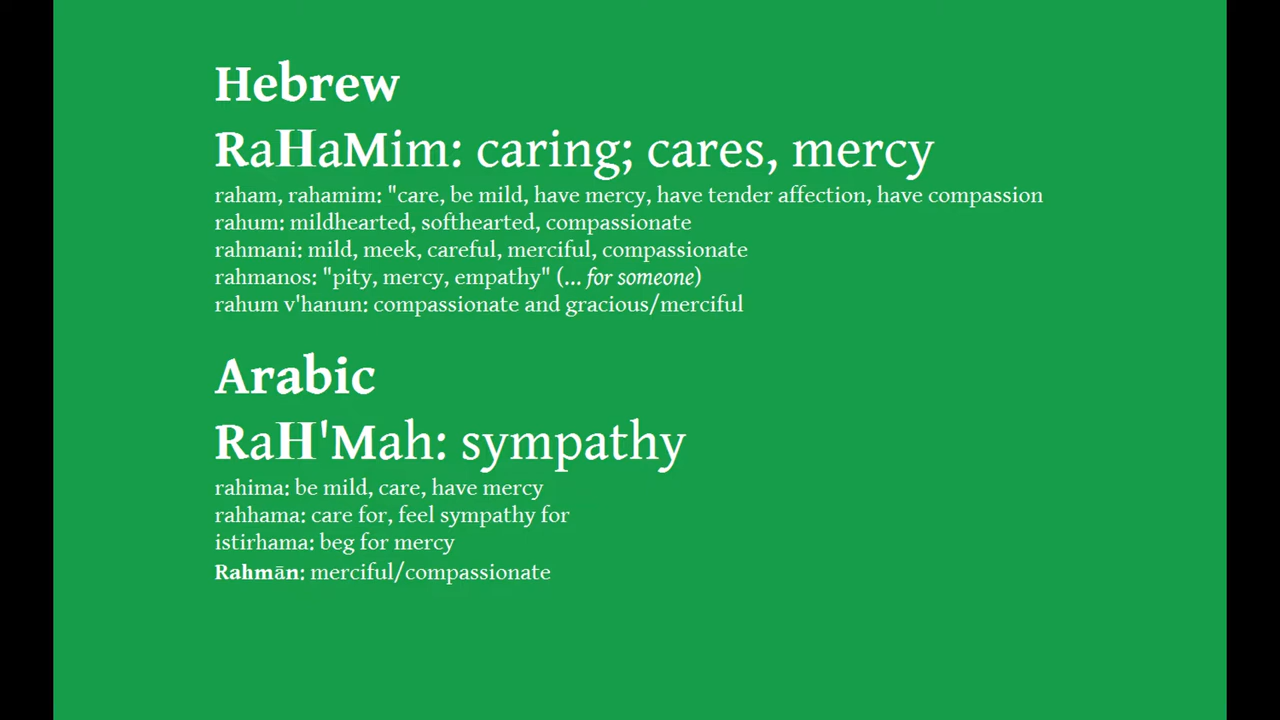 Hebrew
RaHaMim: caring; cares, mercy
raham, rahamim: "care, be mild, have mercy, have tender affection, have compassion
rahum: mildhearted, softhearted, compassionate
rahmani: mild, meek, careful, merciful, compassionate
rahmanos: "pity, mercy, empathy" (... for someone)
rahum v'hanun: compassionate and gracious/merciful
Arabic
RaH'Mah: sympathy
rahima: be mild, care, have mercy
rahhama: care for, feel sympathy for
istirhama: beg for mercy
Rahmān: merciful/compassionate